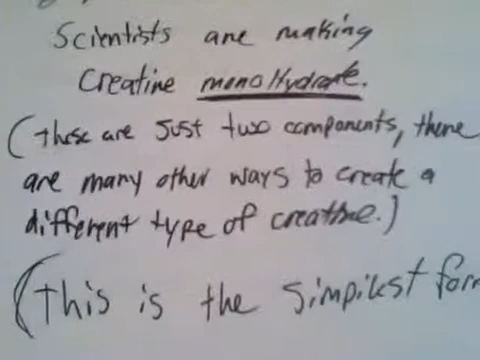 Scientists are making
Creatine monoHydrate.
(These are Just two components, there
are many other ways to create a
different type of creatine.)
(This is the Simplest form